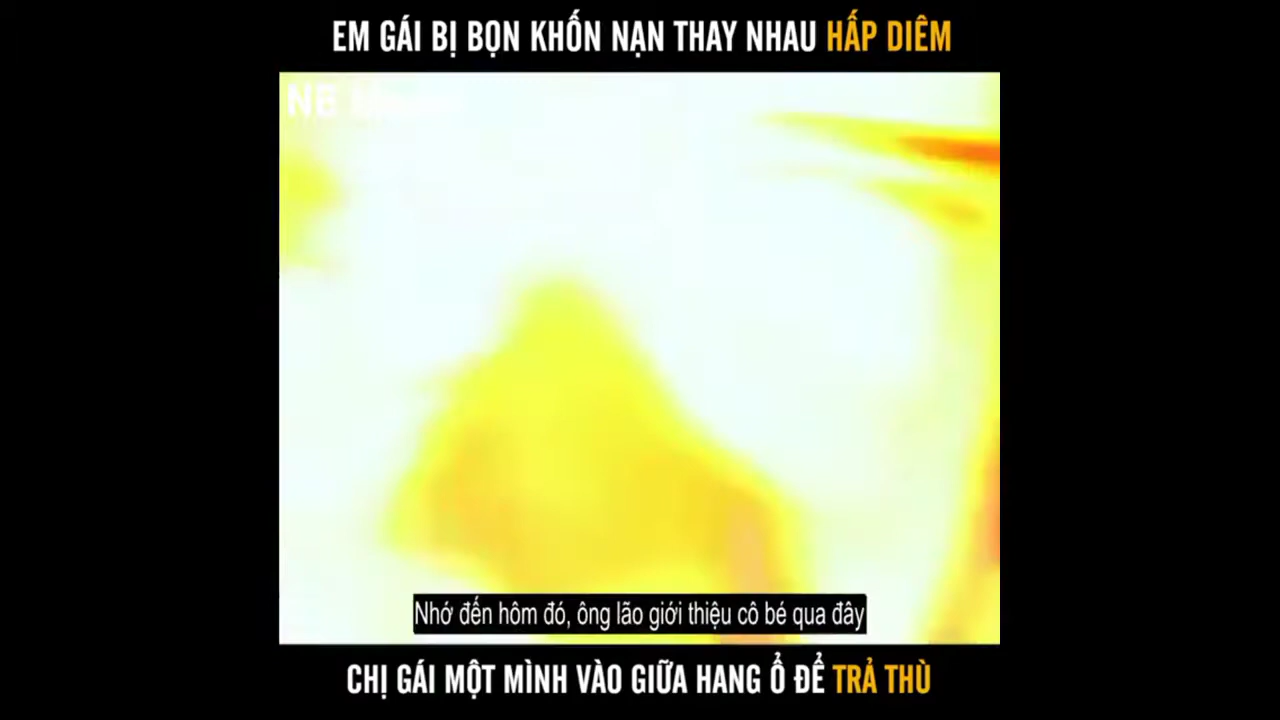 EM GÁI BỊ BỌN KHỐN NẠN THAY NHAU HẤP DIÊM
NE
Nhớ đến hôm đó, ông lão giới thiệu cô bé qua đây
CHỊ GÁI MỘT MÌNH VÀO GIỮA HANG Ổ ĐỂ TRẢ THÙ